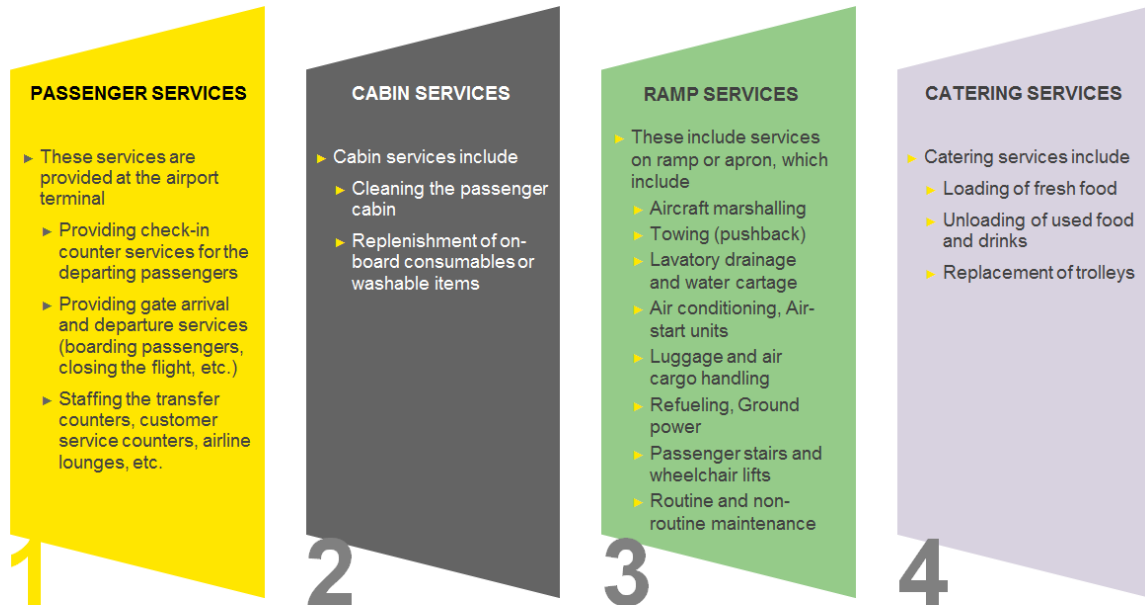 PASSENGER SERVICES
► These services are
provided at the airport
terminal
► Providing check-in
counter services for the
departing passengers
► Providing gate arrival
and departure services
(boarding passengers,
closing the flight, etc.)
► Staffing the transfer
counters, customer
service counters, airline
lounges, etc.
1
CABIN SERVICES
► Cabin services include
► Cleaning the passenger
cabin
► Replenishment of on-
board consumables or
washable items
2
RAMP SERVICES
► These include services
on ramp or apron, which
include
► Aircraft marshalling
► Towing (pushback)
► Lavatory drainage
and water cartage
► Air conditioning, Air-
start units
► Luggage and air
cargo handling
► Refueling, Ground
power
► Passenger stairs and
wheelchair lifts
► Routine and non-
routine maintenance
3
CATERING SERVICES
► Catering services include
► Loading of fresh food
► Unloading of used food
and drinks
► Replacement of trolleys
4